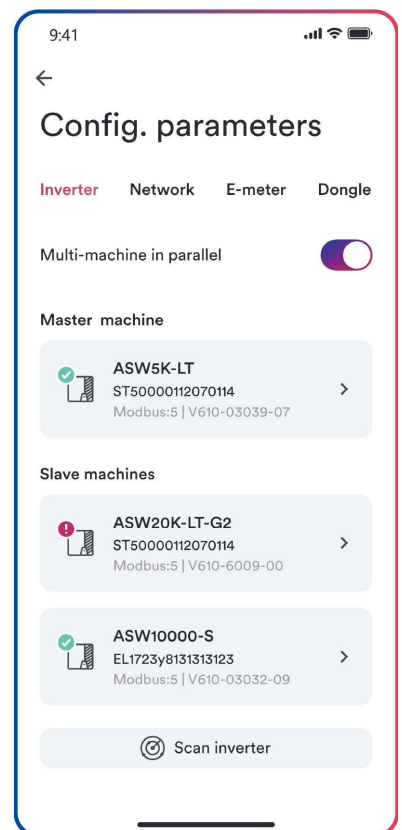 9:41
Config. parameters
Inverter Network E-meter Dongle
Multi-machine in parallel
Master machine
ASW5K-LT
ST50000112070114
Modbus:5 | V610-03039-07
Slave machines
ASW20K-LT-G2
ST50000112070114
Modbus:5 | V610-6009-00
ASW10000-S
EL1723y8131313123
Modbus:5 | V610-03032-09
Scan inverter